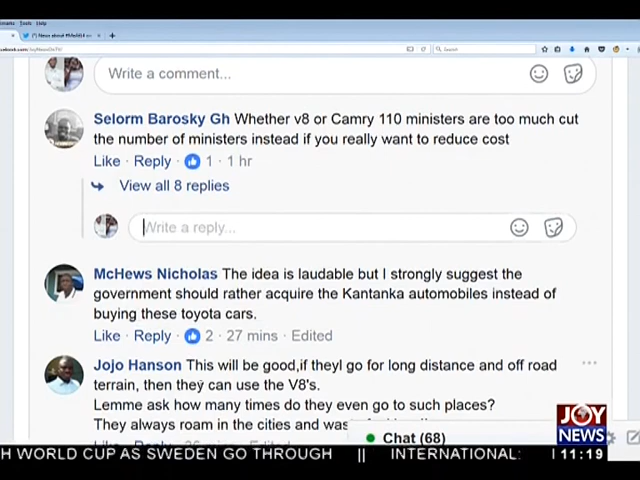 Tools Help
facebook.com/JoyNewsOnTV/
Search
Write a comment...
Selorm Barosky Gh Whether v8 or Camry 110 ministers are too much cut
the number of ministers instead if you really want to reduce cost
Like · Reply · 1 · 1 hr
View all 8 replies
Write a reply...
McHews Nicholas The idea is laudable but I strongly suggest the
government should rather acquire the Kantanka automobiles instead of
buying these toyota cars.
Like · Reply · 2 · 27 mins · Edited
Jojo Hanson This will be good,if theyl go for long distance and off road
terrain, then they can use the V8's.
Lemme ask how many times do they even go to such places?
They always roam in the cities and
Chat (68)
JOY
NEWS
H WORLD CUP AS SWEDEN GO THROUGH || INTERNATIONAL: 11:19